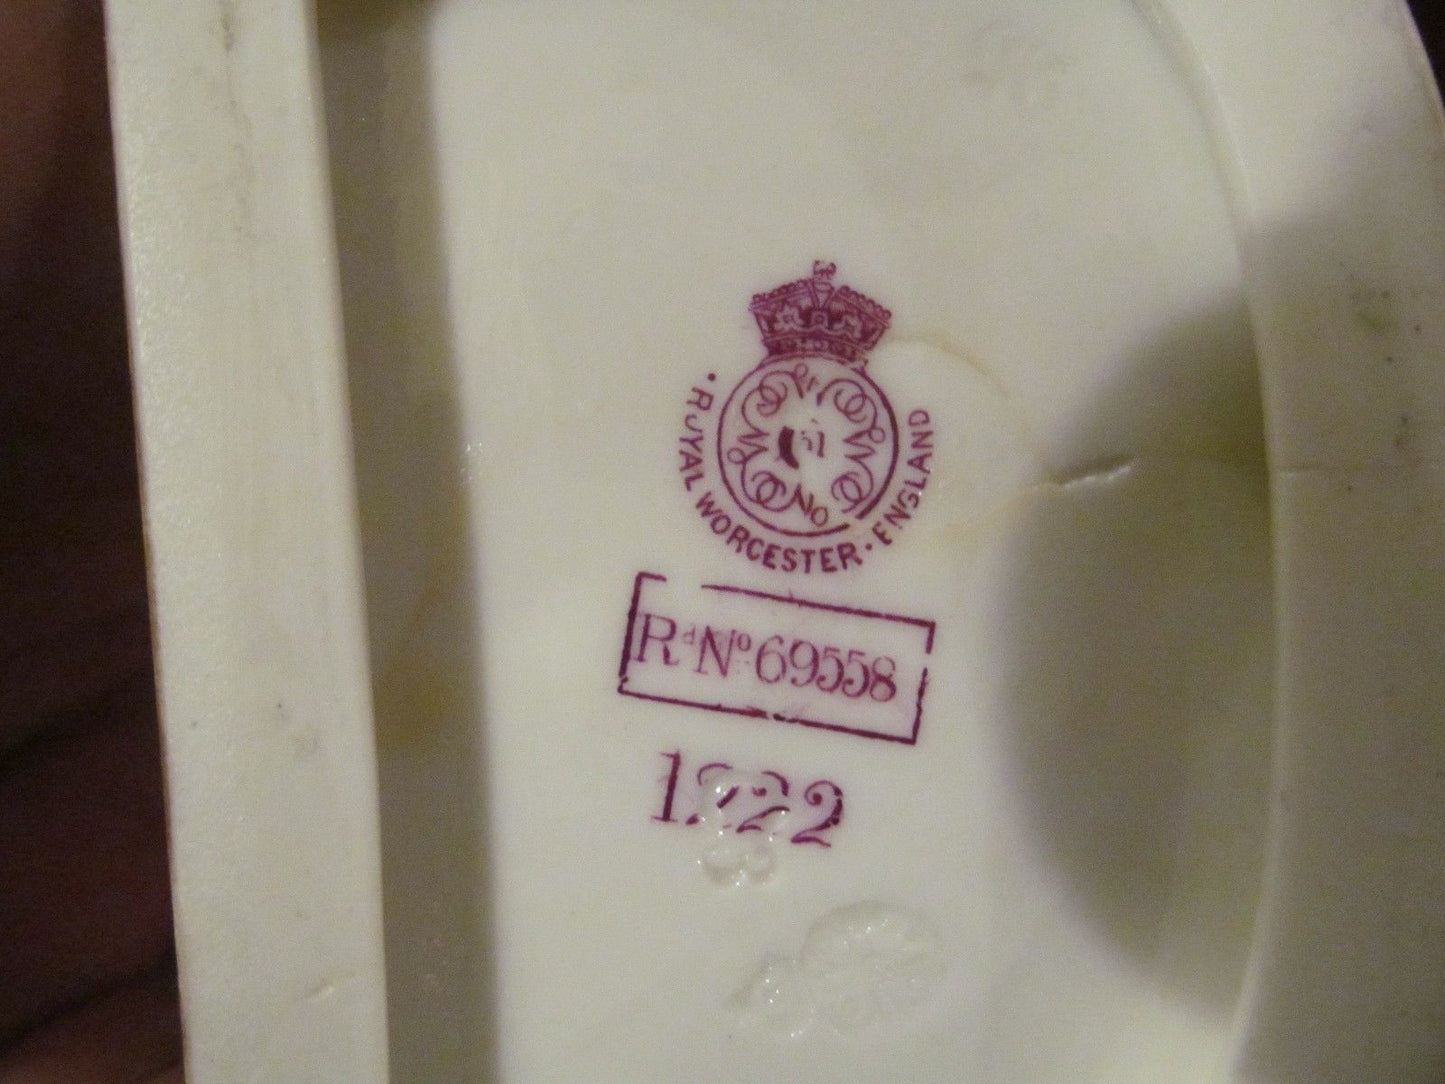 51
• ROYAL WORCESTER • ENGLAND
Rd No 69558
1222